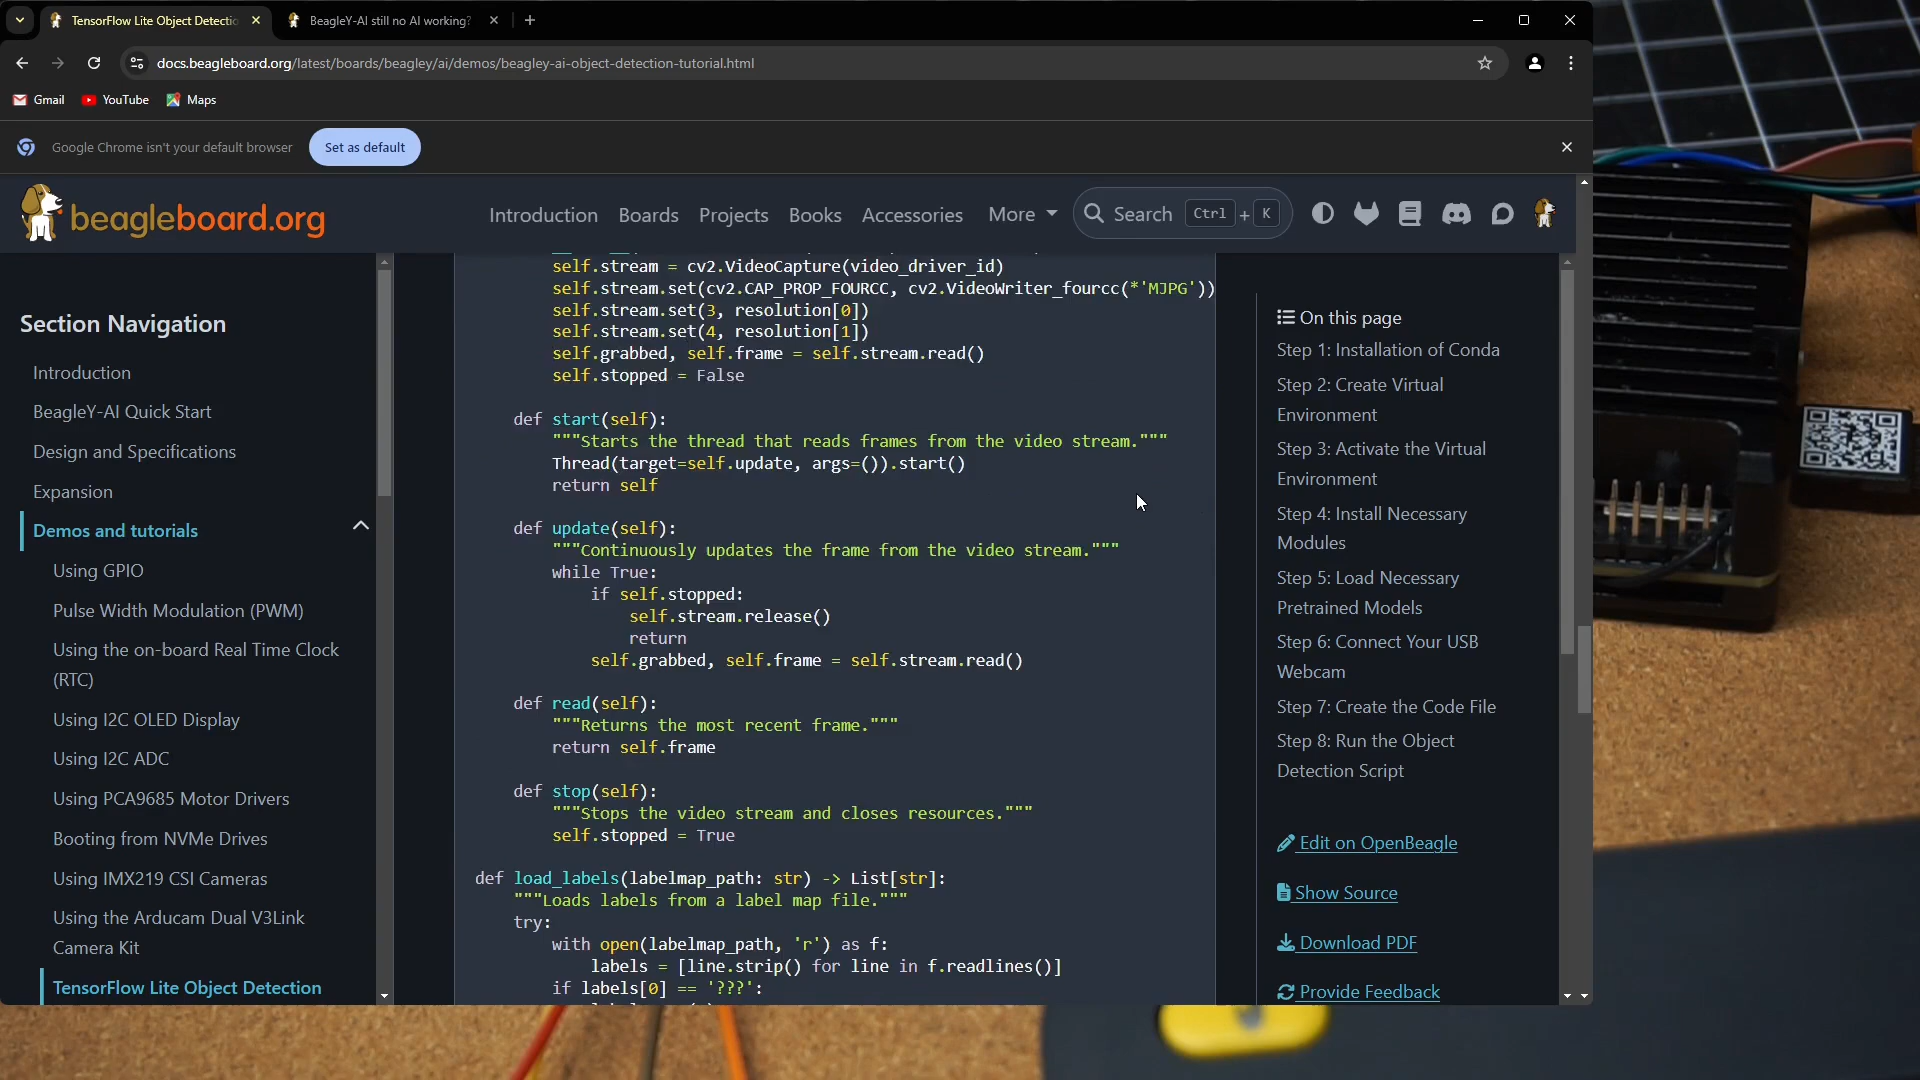 TensorFlow Lite Object Detectic
BeagleY-AI still no AI working?
docs.beagleboard.org/latest/boards/beagley/ai/demos/beagley-ai-object-detection-tutorial.html
Gmail
YouTube
Maps
Google Chrome isn't your default browser
Set as default
beagleboard.org
Introduction
Boards
Projects
Books
Accessories
More
Search
Ctrl + K
Section Navigation
Introduction
BeagleY-AI Quick Start
Design and Specifications
Expansion
Demos and tutorials
Using GPIO
Pulse Width Modulation (PWM)
Using the on-board Real Time Clock
(RTC)
Using I2C OLED Display
Using I2C ADC
Using PCA9685 Motor Drivers
Booting from NVMe Drives
Using IMX219 CSI Cameras
Using the Arducam Dual V3Link
Camera Kit
TensorFlow Lite Object Detection
self.stream = cv2.VideoCapture(video_driver_id)
self.stream.set(cv2.CAP_PROP_FOURCC, cv2.VideoWriter_fourcc(*'MJPG'))
self.stream.set(3, resolution[0])
self.stream.set(4, resolution[1])
self.grabbed, self.frame = self.stream.read()
self.stopped = False
def start(self):
"""Starts the thread that reads frames from the video stream."""
Thread(target=self.update, args=()).start()
return self
def update(self):
"""Continuously updates the frame from the video stream."""
while True:
if self.stopped:
self.stream.release()
return
self.grabbed, self.frame = self.stream.read()
def read(self):
"""Returns the most recent frame."""
return self.frame
def stop(self):
"""Stops the video stream and closes resources."""
self.stopped = True
def load_labels(labelmap_path: str) -> List[str]:
"""Loads labels from a label map file."""
try:
with open(labelmap_path, 'r') as f:
labels = [line.strip() for line in f.readlines()]
if labels[0] == '???':
On this page
Step 1: Installation of Conda
Step 2: Create Virtual
Environment
Step 3: Activate the Virtual
Environment
Step 4: Install Necessary
Modules
Step 5: Load Necessary
Pretrained Models
Step 6: Connect Your USB
Webcam
Step 7: Create the Code File
Step 8: Run the Object
Detection Script
Edit on OpenBeagle
Show Source
Download PDF
Provide Feedback